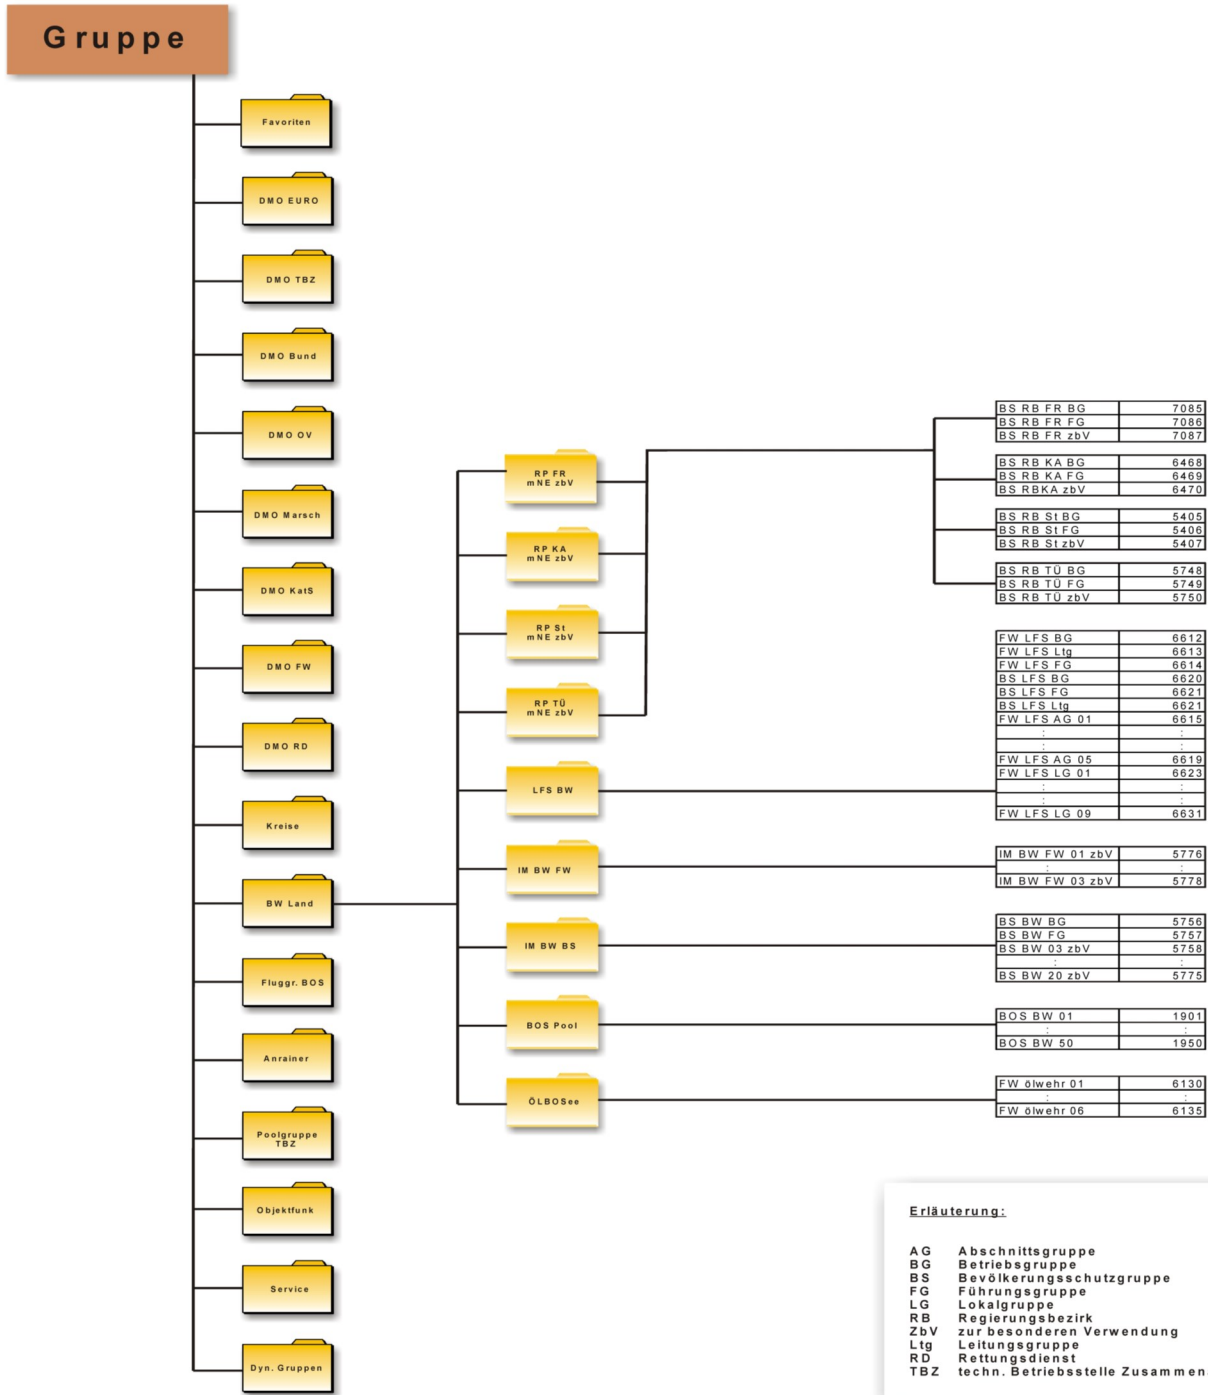 Gruppe
Favoriten
DMO EURO
DMO TBZ
DMO Bund
DMO OV
DMO Marsch
DMO KatS
DMO FW
DMO RD
Kreise
BW Land
Fluggr. BOS
Anrainer
Poolgruppe
TBZ
Objektfunk
Service
Dyn. Gruppen
RP FR
mNE zbV
RP KA
mNE zbV
RP St
mNE zbV
RP TÜ
mNE zbV
LFS BW
IM BW FW
IM BW BS
BOS Pool
ÖLBOSee
BS RB FR BG 7085
BS RB FR FG 7086
BS RB FR zbV 7087
BS RB KA BG 6468
BS RB KA FG 6469
BS RBKA zbV 6470
BS RB St BG 5405
BS RB St FG 5406
BS RB St zbV 5407
BS RB TÜ BG 5748
BS RB TÜ FG 5749
BS RB TÜ zbV 5750
FW LFS BG 6612
FW LFS Ltg 6613
FW LFS FG 6614
BS LFS BG 6620
BS LFS FG 6621
BS LFS Ltg 6621
FW LFS AG 01 6615
: :
: :
FW LFS AG 05 6619
FW LFS LG 01 6623
: :
: :
FW LFS LG 09 6631
IM BW FW 01 zbV 5776
: :
IM BW FW 03 zbV 5778
BS BW BG 5756
BS BW FG 5757
BS BW 03 zbV 5758
: :
BS BW 20 zbV 5775
BOS BW 01 1901
: :
BOS BW 50 1950
FW ölwehr 01 6130
: :
FW ölwehr 06 6135
Erläuterung:
AG Abschnittsgruppe
BG Betriebsgruppe
BS Bevölkerungsschutzgruppe
FG Führungsgruppe
LG Lokalgruppe
RB Regierungsbezirk
ZbV zur besonderen Verwendung
Ltg Leitungsgruppe
RD Rettungsdienst
TBZ techn. Betriebsstelle Zusammen